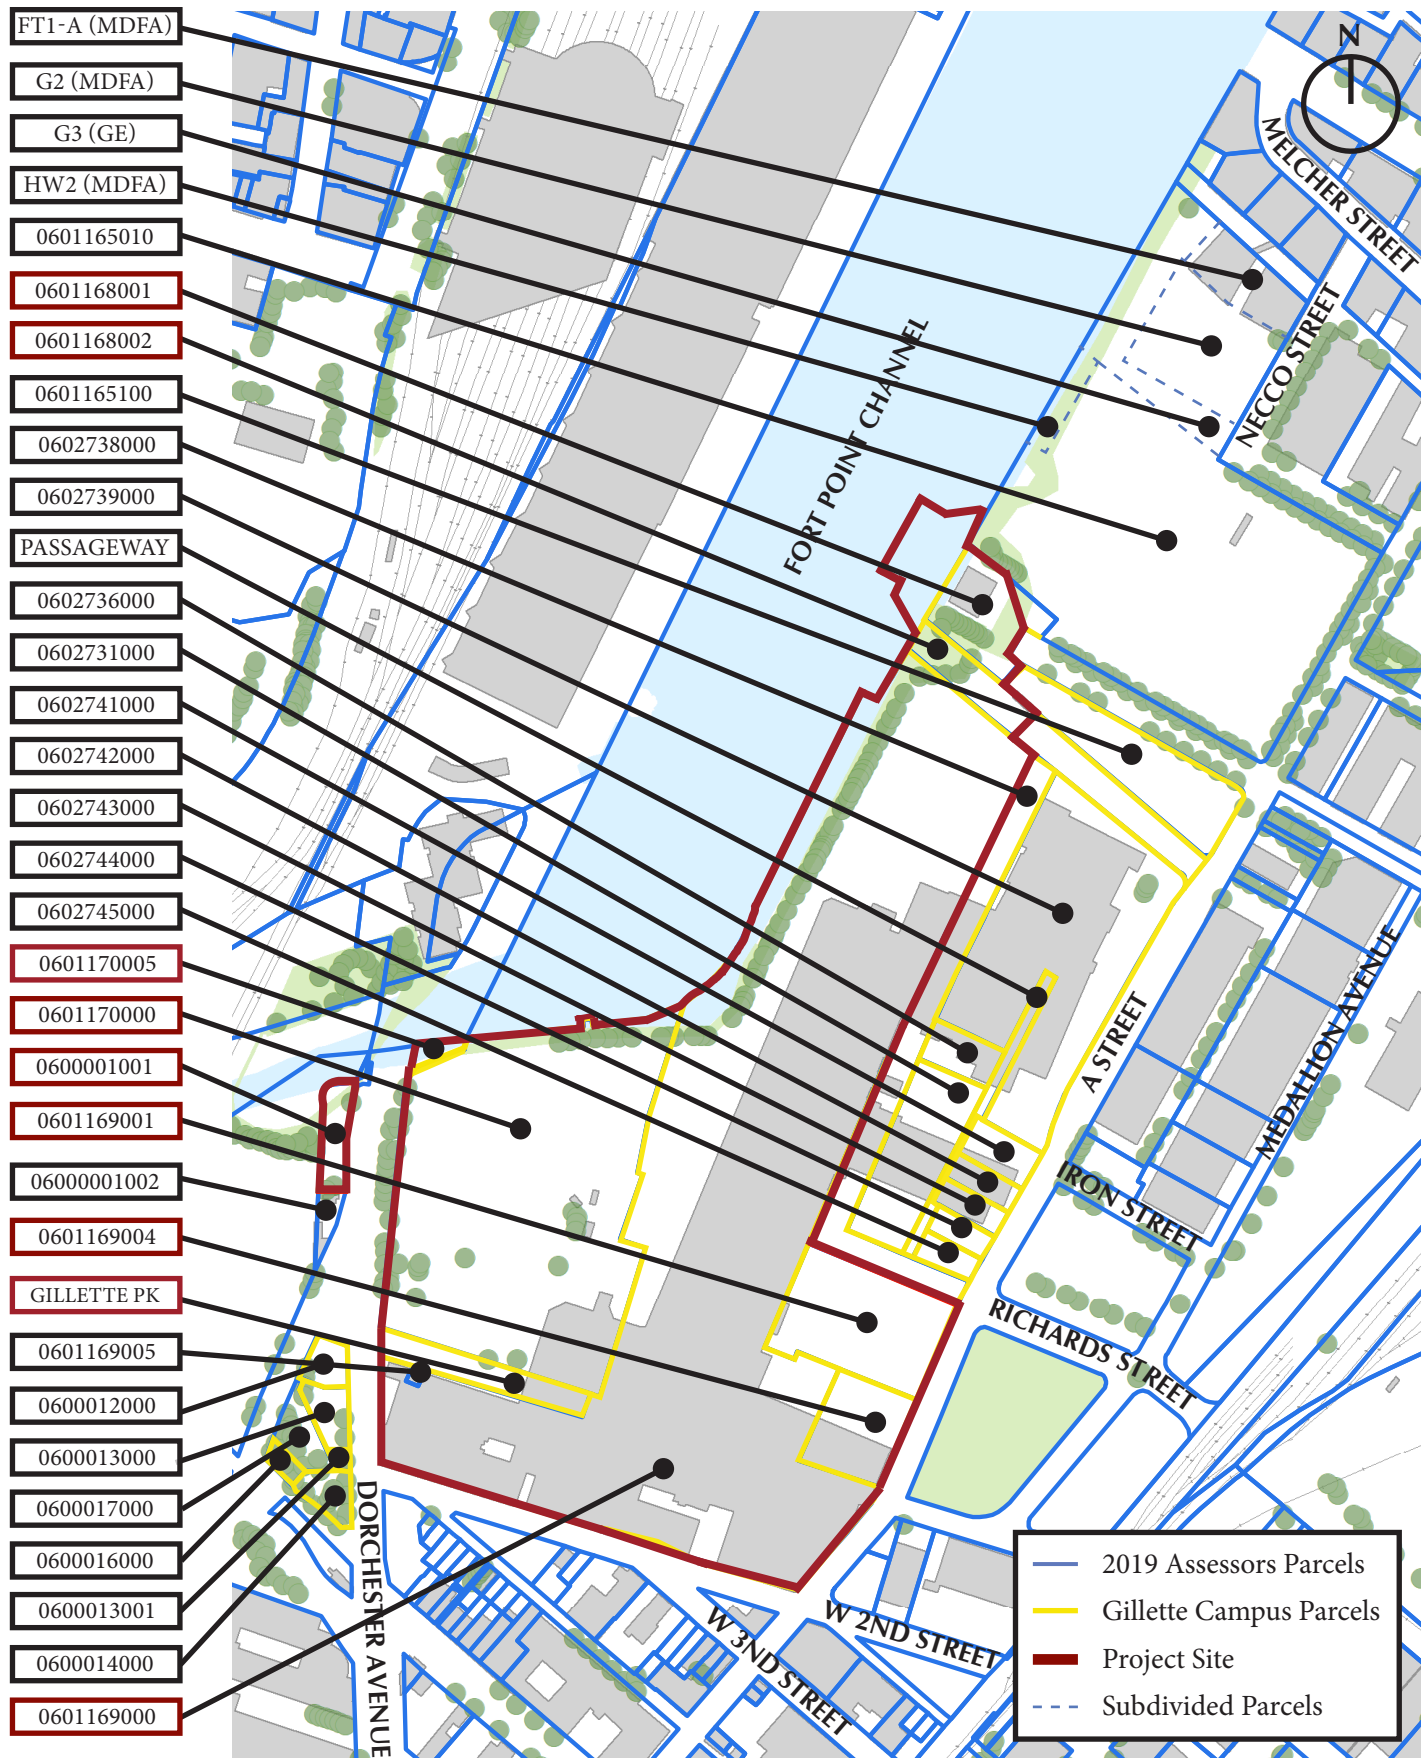 FT1-A (MDFA)
G2 (MDFA)
G3 (GE)
HW2 (MDFA)
0601165010
0601168001
0601168002
0601165100
0602738000
0602739000
PASSAGEWAY
0602736000
0602731000
0602741000
0602742000
0602743000
0602744000
0602745000
0601170005
0601170000
0600001001
0601169001
06000001002
0601169004
GILLETTE PK
0601169005
0600012000
0600013000
0600017000
0600016000
0600013001
0600014000
0601169000
N
MELCHER STREET
NECCO STREET
FORT POINT CHANNEL
A STREET
MEDALLION AVENUE
IRON STREET
RICHARDS STREET
DORCHESTER AVENUE
W 3ND STREET
W 2ND STREET
2019 Assessors Parcels
Gillette Campus Parcels
Project Site
Subdivided Parcels